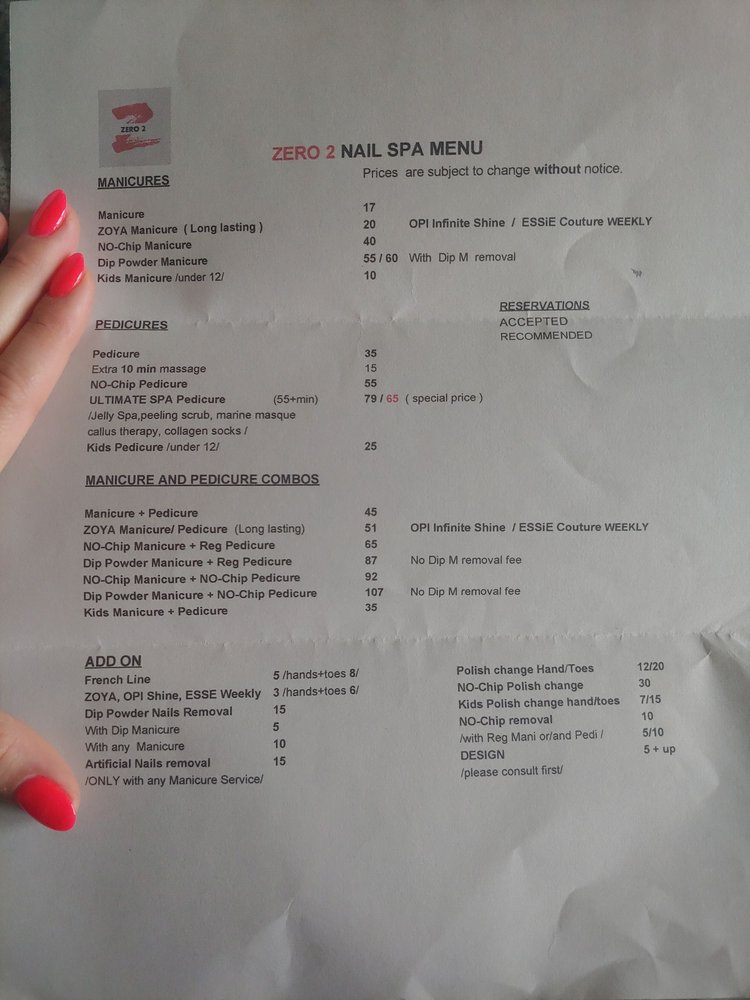 ZERO 2
ZERO 2 NAIL SPA MENU
Prices are subject to change without notice.
MANICURES
Manicure 17
ZOYA Manicure ( Long lasting ) 20 OPI Infinite Shine / ESSiE Couture WEEKLY
NO-Chip Manicure 40
Dip Powder Manicure 55 / 60 With Dip M removal
Kids Manicure /under 12/ 10
RESERVATIONS
ACCEPTED
RECOMMENDED
PEDICURES
Pedicure 35
Extra 10 min massage 15
NO-Chip Pedicure 55
ULTIMATE SPA Pedicure (55+min) 79 / 65 ( special price )
/Jelly Spa,peeling scrub, marine masque
callus therapy, collagen socks /
Kids Pedicure /under 12/ 25
MANICURE AND PEDICURE COMBOS
Manicure + Pedicure 45
ZOYA Manicure/ Pedicure (Long lasting) 51 OPI Infinite Shine / ESSiE Couture WEEKLY
NO-Chip Manicure + Reg Pedicure 65
Dip Powder Manicure + Reg Pedicure 87 No Dip M removal fee
NO-Chip Manicure + NO-Chip Pedicure 92
Dip Powder Manicure + NO-Chip Pedicure 107 No Dip M removal fee
Kids Manicure + Pedicure 35
ADD ON
French Line 5 /hands+toes 8/
ZOYA, OPI Shine, ESSE Weekly 3 /hands+toes 6/
Dip Powder Nails Removal 15
With Dip Manicure 5
With any Manicure 10
Artificial Nails removal 15
/ONLY with any Manicure Service/
Polish change Hand/Toes 12/20
NO-Chip Polish change 30
Kids Polish change hand/toes 7/15
NO-Chip removal 10
/with Reg Mani or/and Pedi / 5/10
DESIGN 5 + up
/please consult first/